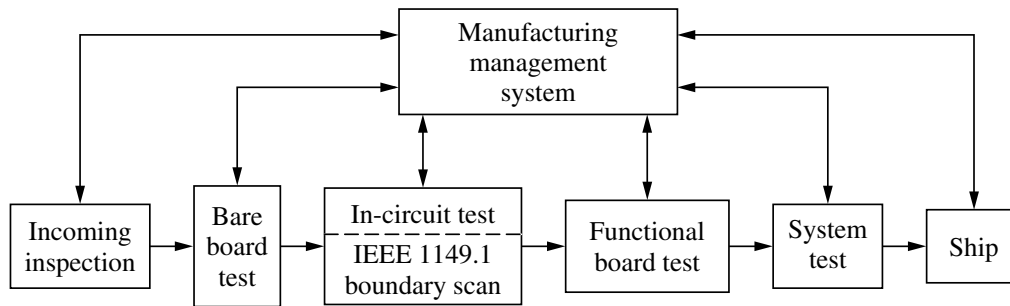 Manufacturing
management
system
Incoming
inspection
Bare
board
test
In-circuit test
IEEE 1149.1
boundary scan
Functional
board test
System
test
Ship